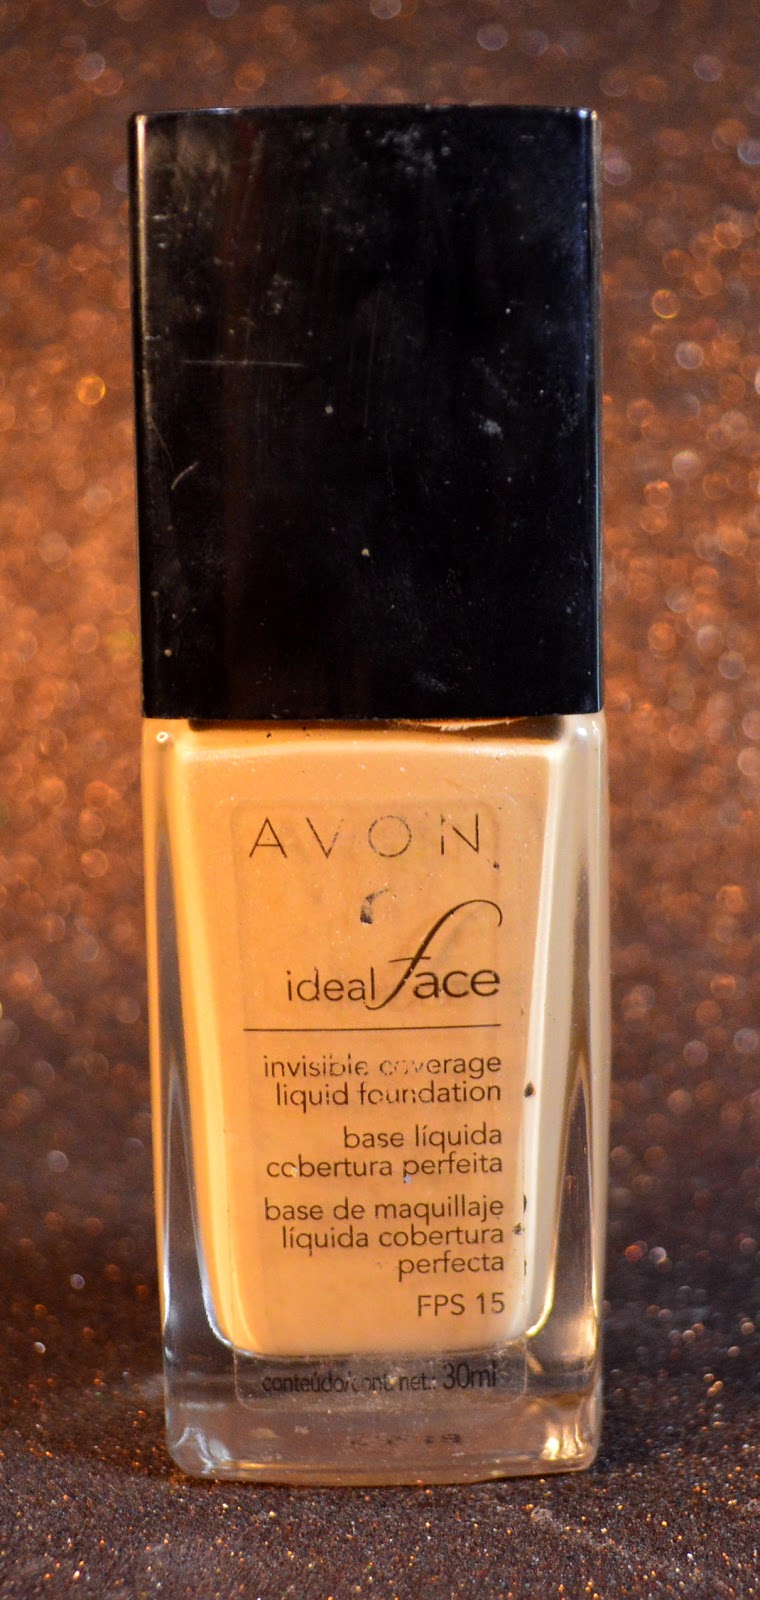 AVON
ideal face
invisible coverage
liquid foundation
base líquida
cobertura perfeita
base de maquillaje
líquida cobertura
perfecta
FPS 15
conteúdo/cont. net.: 30ml